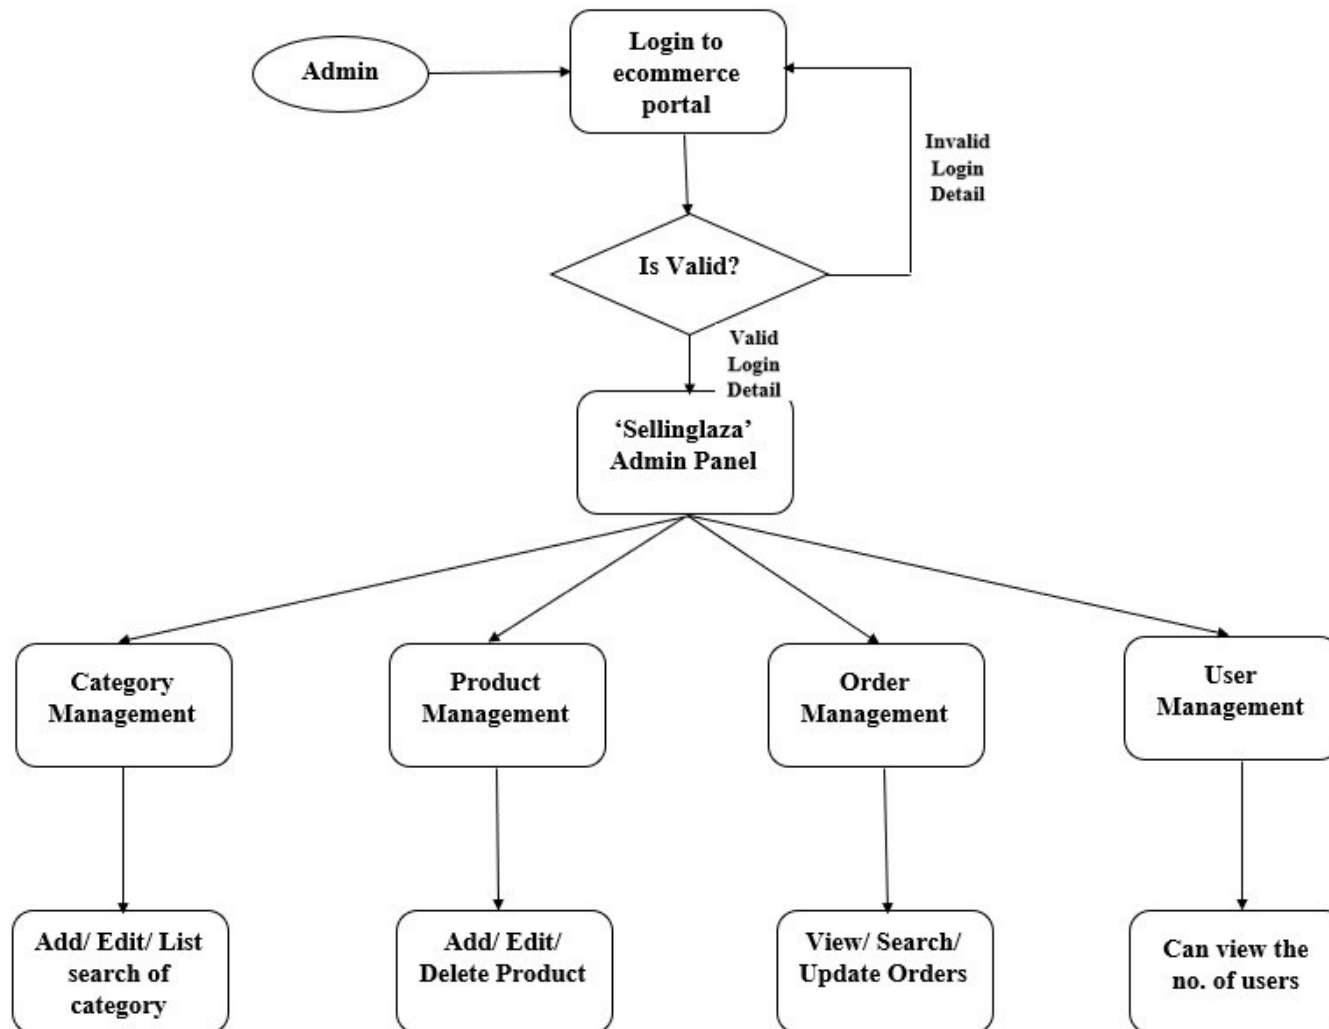 Admin
Login to
ecommerce
portal
Invalid
Login
Detail
Is Valid?
Valid
Login
Detail
‘Sellinglaza’
Admin Panel
Category
Management
Product
Management
Order
Management
User
Management
Add/ Edit/ List
search of
category
Add/ Edit/
Delete Product
View/ Search/
Update Orders
Can view the
no. of users